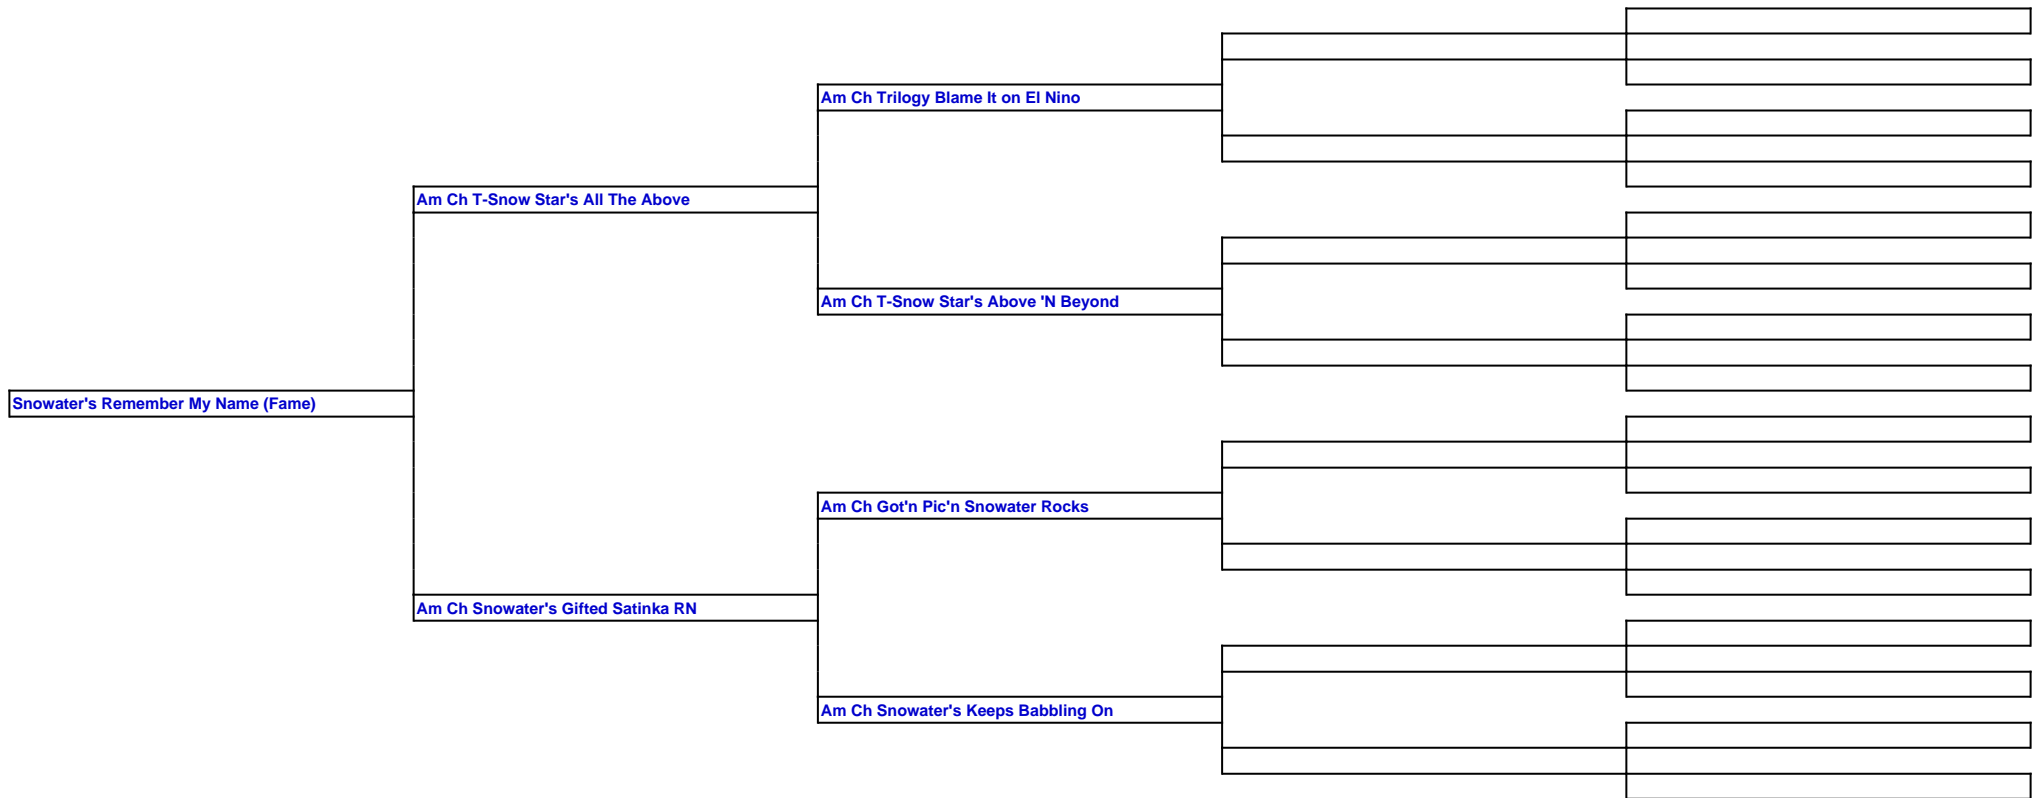 Am Ch Trilogy Blame It on El Nino
Am Ch T-Snow Star's All The Above
Am Ch T-Snow Star's Above 'N Beyond
Snowater's Remember My Name (Fame)
Am Ch Got'n Pic'n Snowater Rocks
Am Ch Snowater's Gifted Satinka RN
Am Ch Snowater's Keeps Babbling On